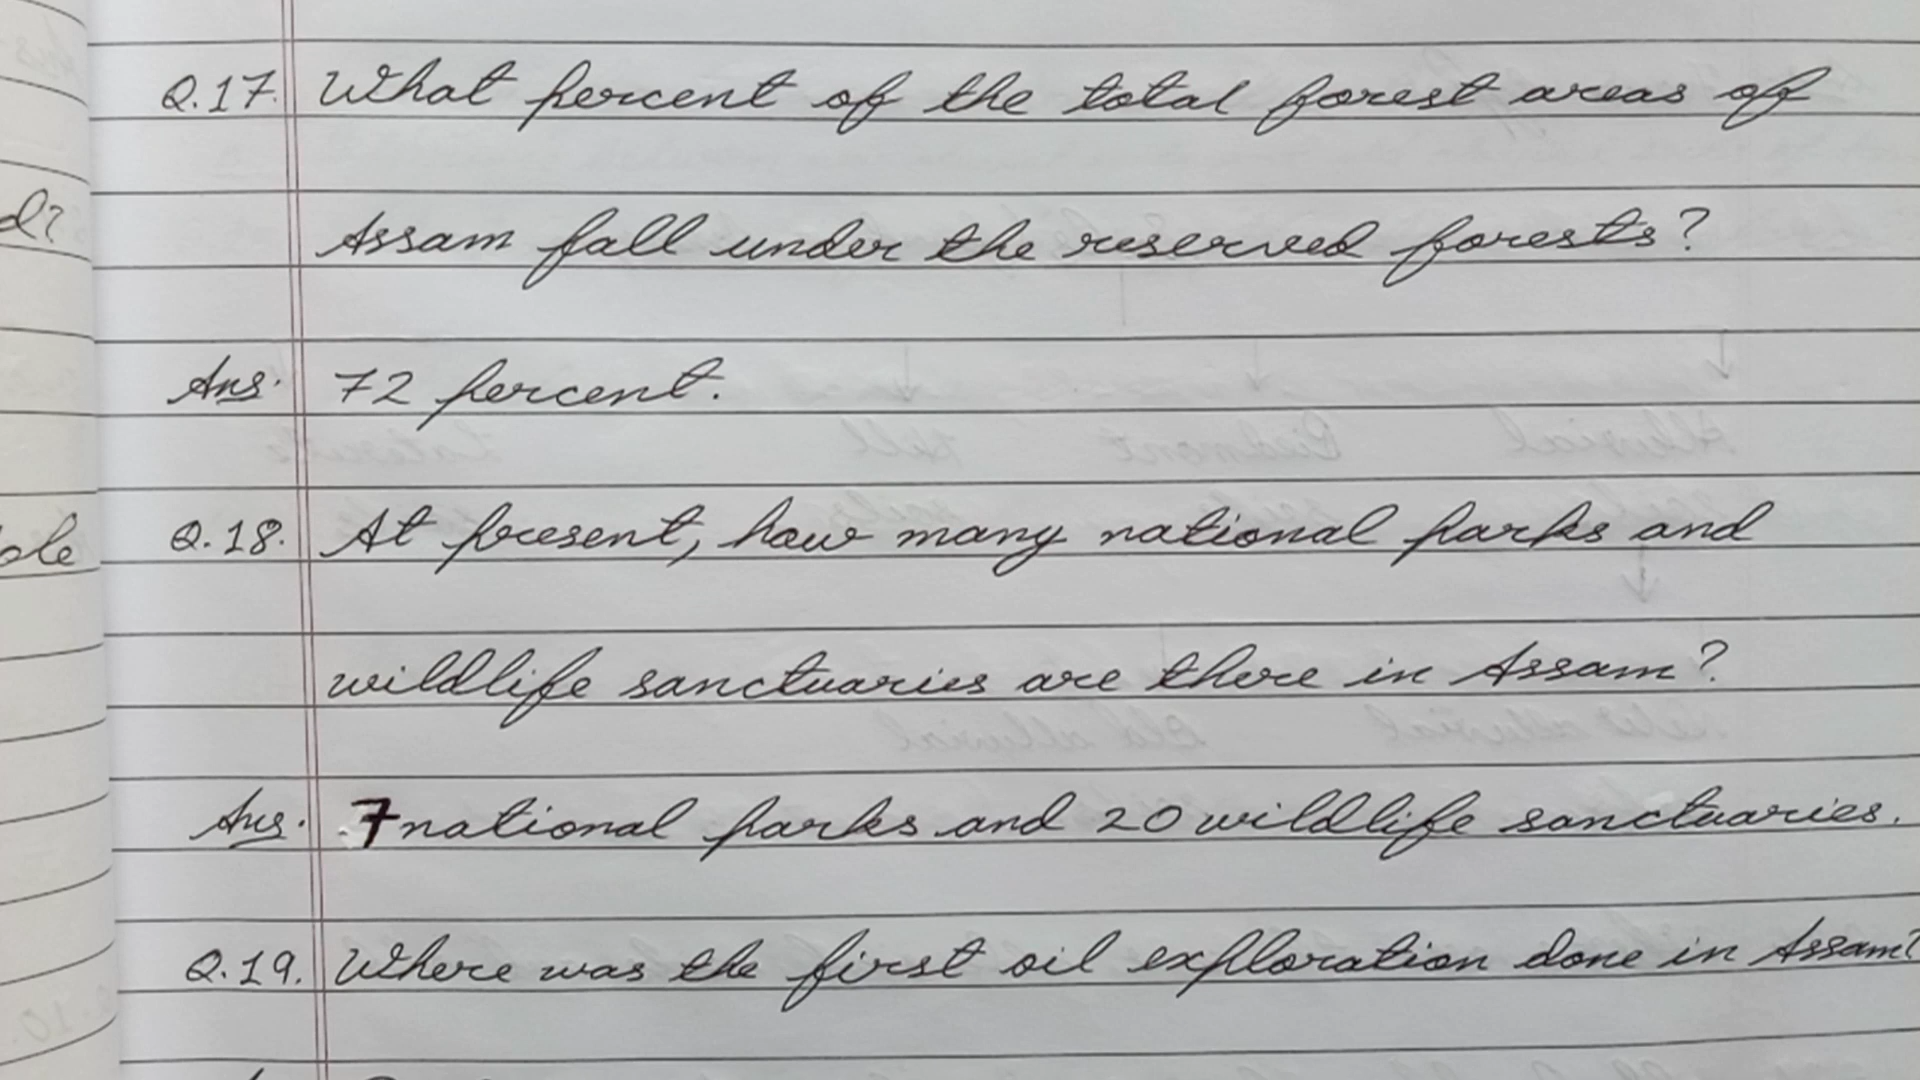 Q.17. What percent of the total forest areas of
Assam fall under the reserved forests?
Ans. 72 percent.
Q.18. At present, how many national parks and
wildlife sanctuaries are there in Assam?
Ans. 7 national parks and 20 wildlife sanctuaries.
Q.19. Where was the first oil exploration done in Assam?